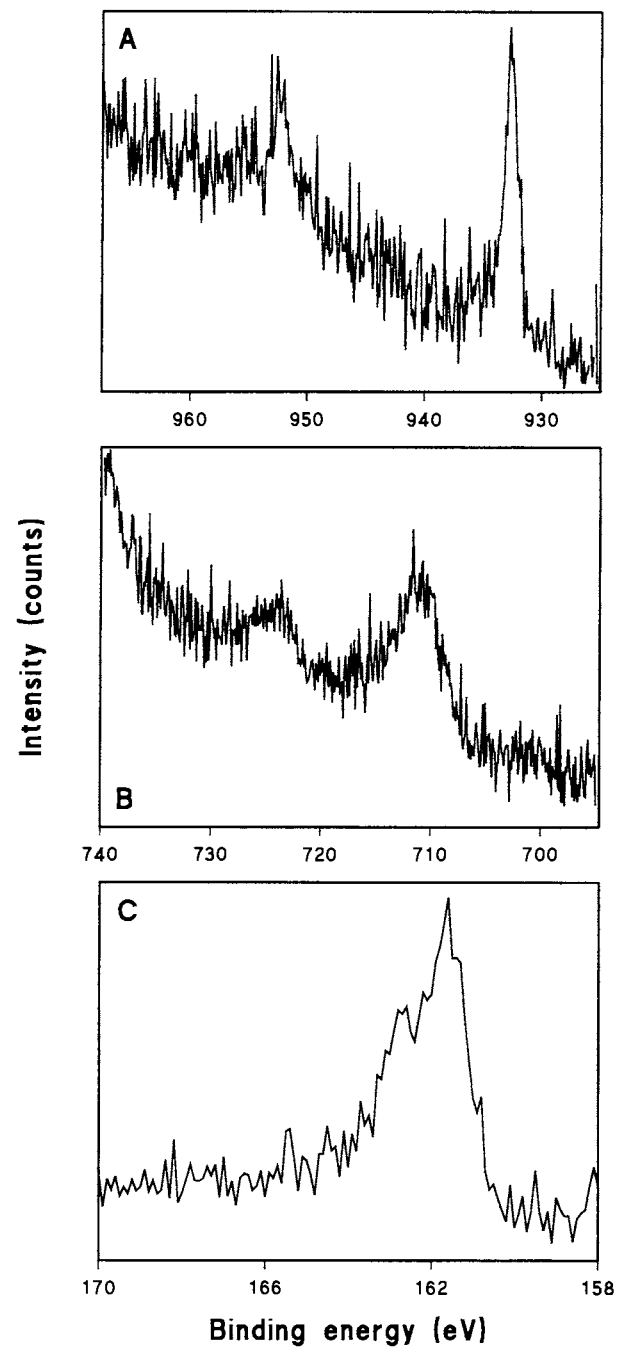 A
960 950 940 930
B
740 730 720 710 700
C
170 166 162 158
Binding energy (eV)
Intensity (counts)